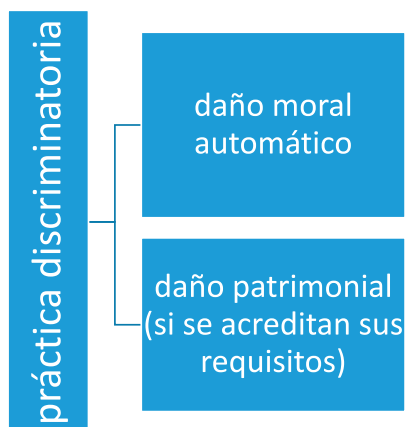 práctica discriminatoria
daño moral
automático
daño patrimonial
(si se acreditan sus
requisitos)